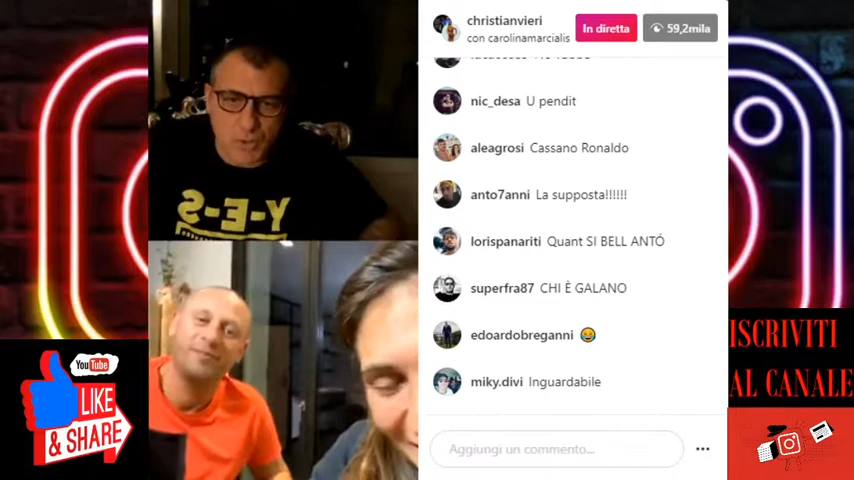 christianvieri
con carolinamarcialis
In diretta
59,2mila
nic_desa U pendit
aleagrosi Cassano Ronaldo
anto7anni La supposta!!!!!!
lorispanariti Quant SI BELL ANTÓ
superfra87 CHI È GALANO
edoardobreganni 😂
miky.divi Inguardabile
Aggiungi un commento...
Y-E-S
YouTube
LIKE
& SHARE
ISCRIVITI
AL CANALE